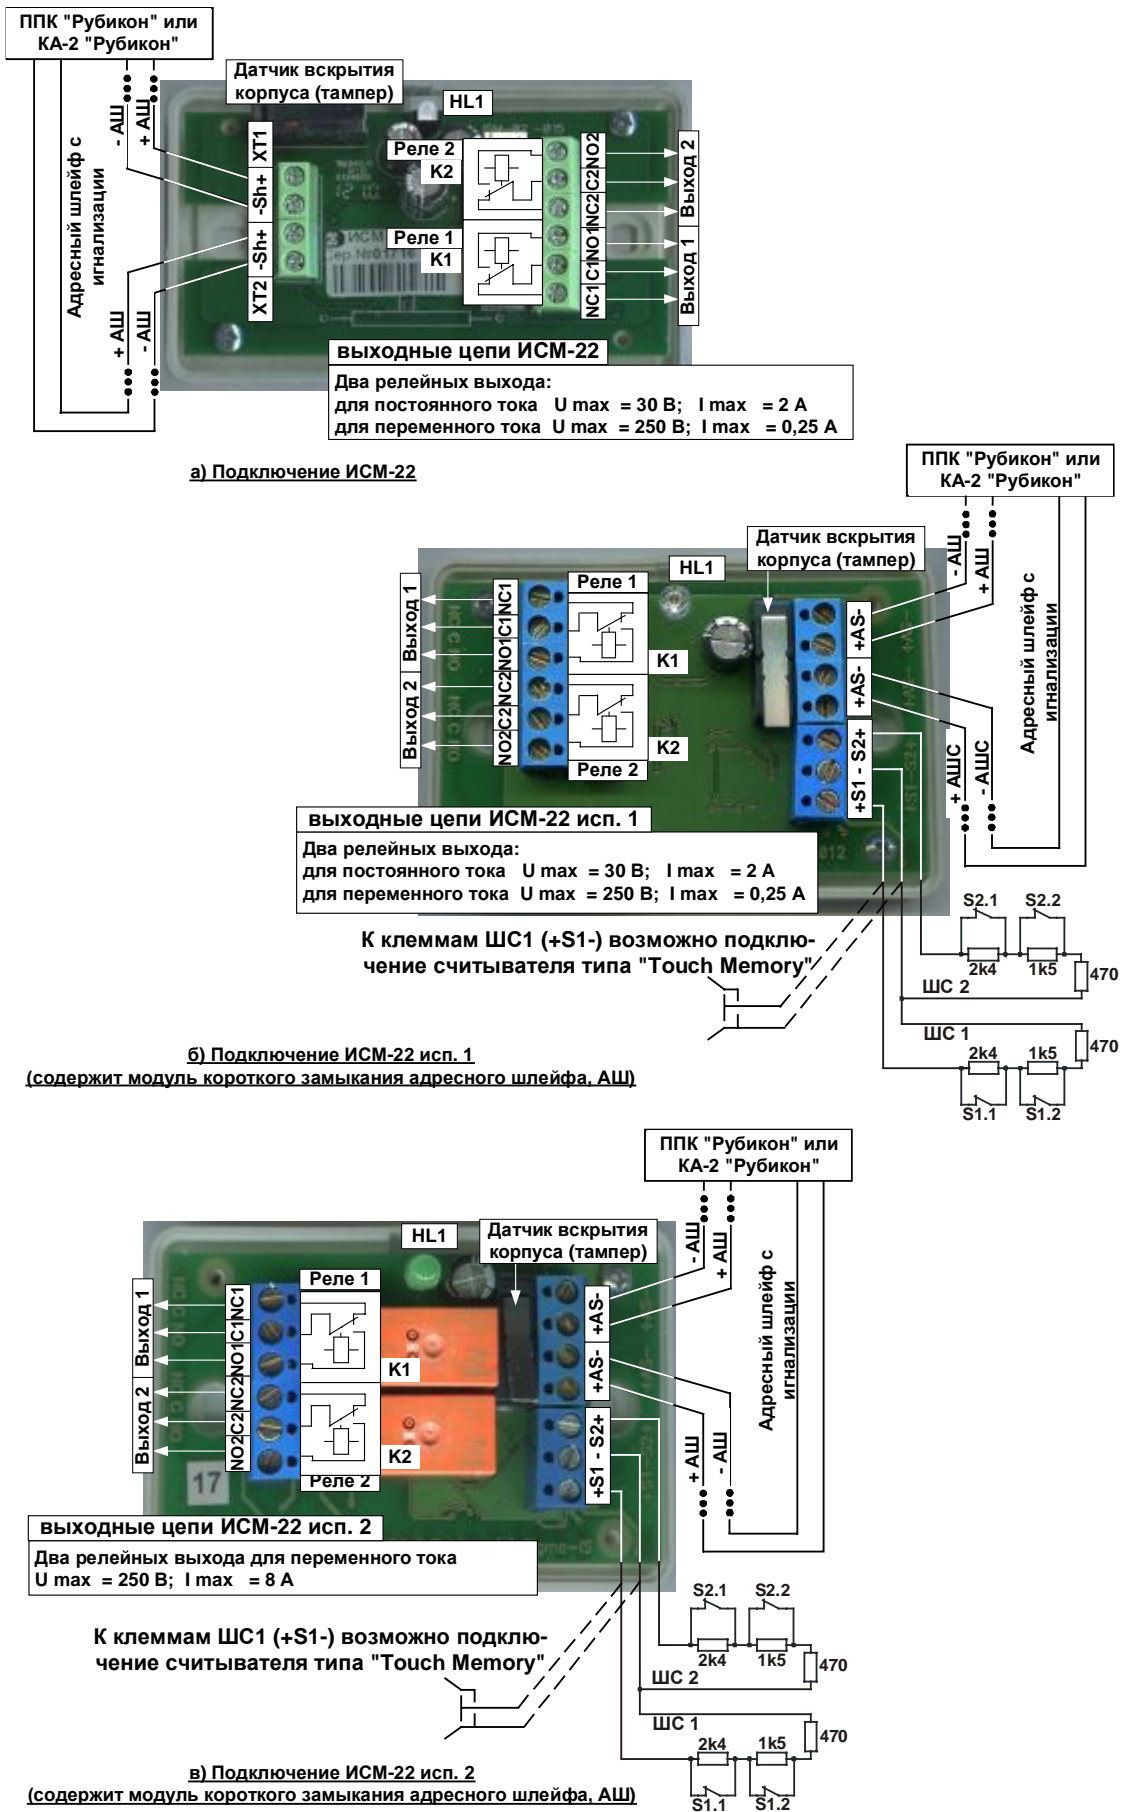 ППК "Рубикон" или
КА-2 "Рубикон"
Датчик вскрытия
корпуса (тампер)
HL1
- АШ
+ АШ
XT1
-Sh+
-Sh+
XT2
Адресный шлейф с
игнализации
+ АШ
- АШ
Реле 2
K2
Реле 1
K1
NO2
C2
NC2
NO1
C1
NC1
Выход 2
Выход 1
выходные цепи ИСМ-22
Два релейных выхода:
для постоянного тока U max = 30 В; I max = 2 А
для переменного тока U max = 250 В; I max = 0,25 А
а) Подключение ИСМ-22
ППК "Рубикон" или
КА-2 "Рубикон"
Датчик вскрытия
корпуса (тампер)
HL1
- АШ
+ АШ
Адресный шлейф с
игнализации
Выход 1
Выход 2
NC1
C1
NO1
NC2
C2
NO2
Реле 1
K1
K2
Реле 2
+AS-
+AS-
+S1 - S2+
+ АШС
- АШС
NC C NO
NC C NO
+S1-S2+
012
выходные цепи ИСМ-22 исп. 1
Два релейных выхода:
для постоянного тока U max = 30 В; I max = 2 А
для переменного тока U max = 250 В; I max = 0,25 А
К клеммам ШС1 (+S1-) возможно подклю-
чение считывателя типа "Touch Memory"
S2.1
S2.2
2k4
1k5
470
ШС 2
ШС 1
2k4
1k5
470
S1.1
S1.2
б) Подключение ИСМ-22 исп. 1
(содержит модуль короткого замыкания адресного шлейфа, АШ)
ППК "Рубикон" или
КА-2 "Рубикон"
HL1
Датчик вскрытия
корпуса (тампер)
- АШ
+ АШ
Адресный шлейф с
игнализации
Выход 1
Выход 2
NC1
C1
NO1
NC2
C2
NO2
Реле 1
K1
K2
Реле 2
+AS-
+AS-
+S1 - S2+
+ АШ
- АШ
NC C NO
NC C NO
+S1-S2+
17
выходные цепи ИСМ-22 исп. 2
Два релейных выхода для переменного тока
U max = 250 В; I max = 8 А
К клеммам ШС1 (+S1-) возможно подклю-
чение считывателя типа "Touch Memory"
S2.1
S2.2
2k4
1k5
470
ШС 2
ШС 1
2k4
1k5
470
S1.1
S1.2
в) Подключение ИСМ-22 исп. 2
(содержит модуль короткого замыкания адресного шлейфа, АШ)